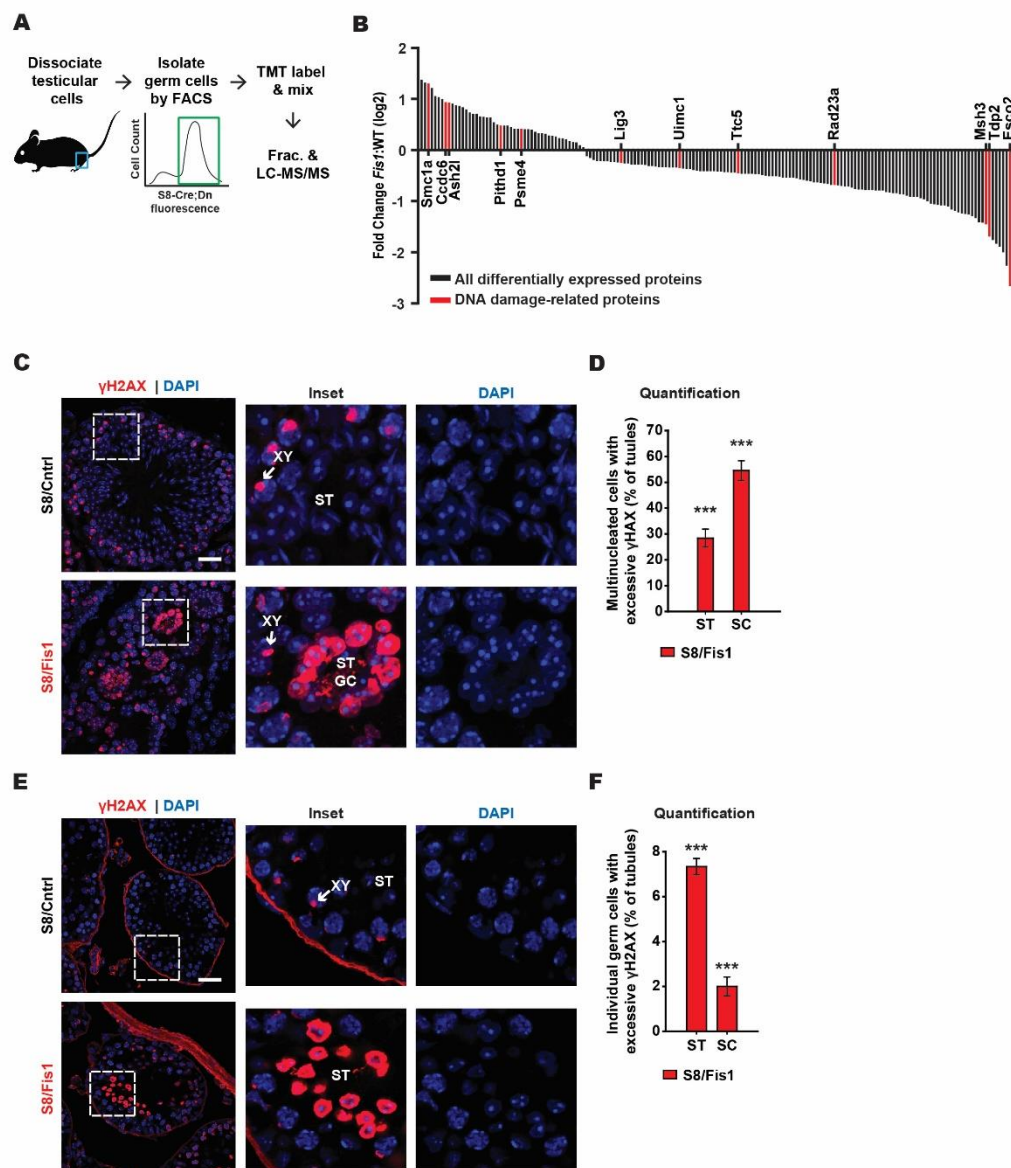 A
Dissociate
testicular
cells
Isolate
germ cells
by FACS
TMT label
& mix
Frac. &
LC-MS/MS
Cell Count
S8-Cre;Dn
fluorescence
B
Fold Change Fis1:WT (log2)
2
1
0
-1
-2
-3
Smc1a
Ccdc6
Ash2l
Pithd1
Psme4
Lig3
Uimc1
Ttc5
Rad23a
Msh3
Tdp2
Esco2
All differentially expressed proteins
DNA damage-related proteins
C
γH2AX | DAPI
Inset
DAPI
S8/Cntrl
XY
ST
S8/Fis1
XY
ST
GC
D
Quantification
Multinucleated cells with
excessive γHAX (% of tuules)
70
60
50
40
30
20
10
0
***
***
ST SC
S8/Fis1
E
γH2AX | DAPI
Inset
DAPI
S8/Cntrl
XY
ST
S8/Fis1
ST
F
Quantification
Individual germ cells with
excessive γH2AX (% of tubules)
8
6
4
2
0
***
***
ST SC
S8/Fis1